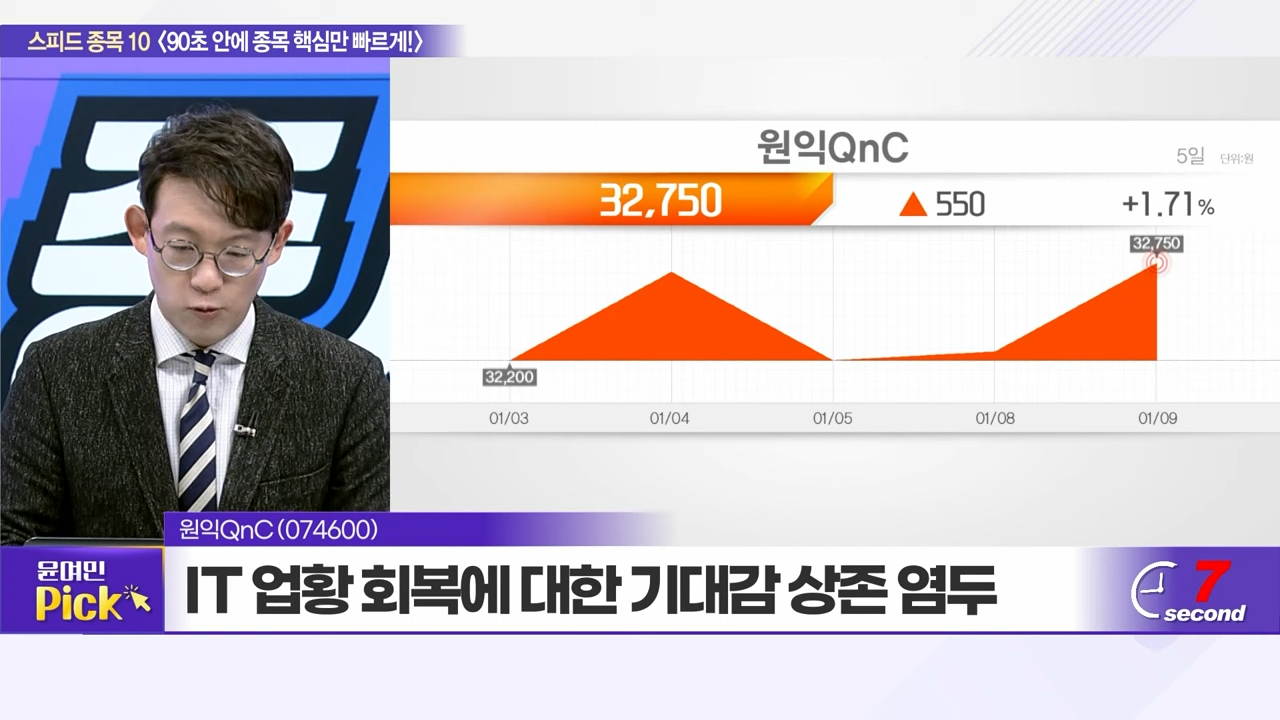 스피드 종목 10 〈90초 안에 종목 핵심만 빠르게!〉
원익QnC
5일 단위:원
32,750 ▲ 550 +1.71%
32,750
32,200
01/03 01/04 01/05 01/08 01/09
원익QnC (074600)
윤여민
Pick
IT 업황 회복에 대한 기대감 상존 염두
7
second